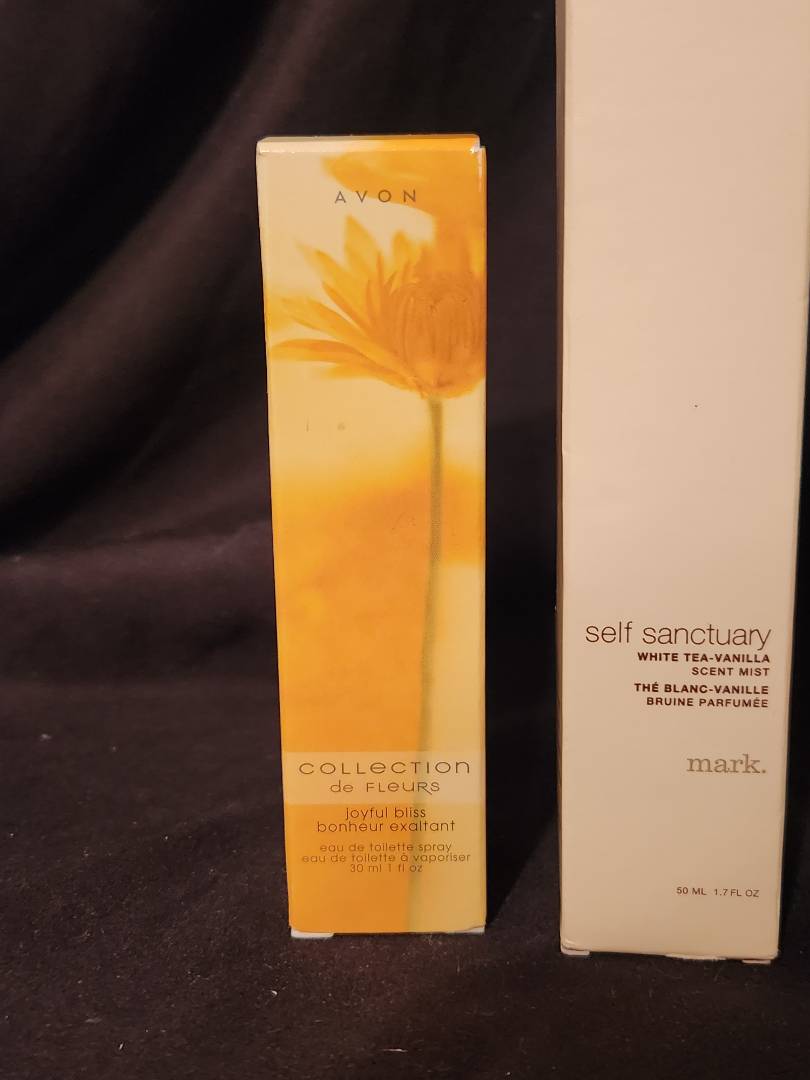 AVON
COLLECTION
de FLEURS
joyful bliss
bonheur exaltant
eau de toilette spray
eau de toilette à vaporiser
30 ml 1 fl oz
self sanctuary
WHITE TEA-VANILLA
SCENT MIST
THÉ BLANC-VANILLE
BRUINE PARFUMÉE
mark.
50 ML 1.7 FL OZ